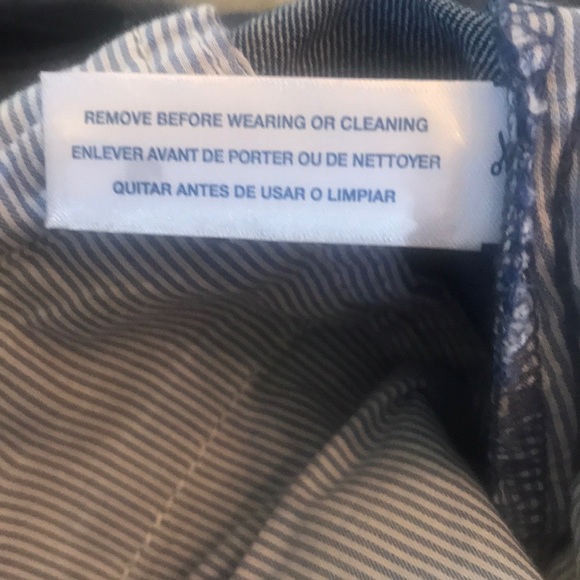 REMOVE BEFORE WEARING OR CLEANING
ENLEVER AVANT DE PORTER OU DE NETTOYER
QUITAR ANTES DE USAR O LIMPIAR